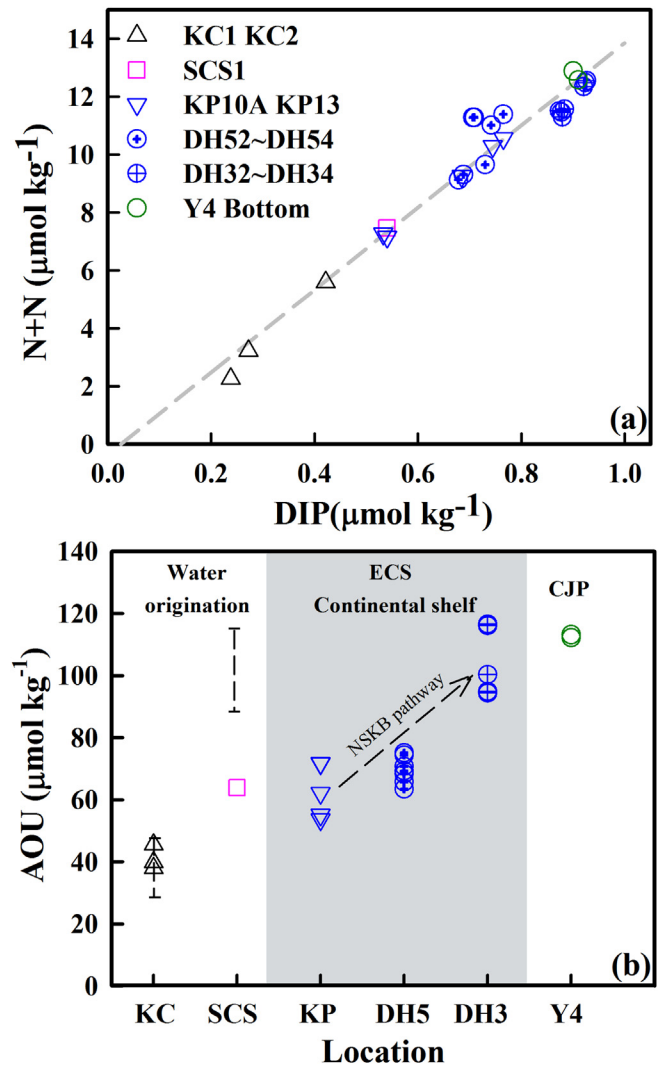 14
12
10
8
6
4
2
0
N+N (μmol kg-1)
KC1 KC2
SCS1
KP10A KP13
DH52~DH54
DH32~DH34
Y4 Bottom
(a)
0.0 0.2 0.4 0.6 0.8 1.0
DIP(μmol kg-1)
140
120
100
80
60
40
20
0
AOU (μmol kg-1)
Water
origination
ECS
Continental shelf
CJP
NSKB pathway
(b)
KC SCS KP DH5 DH3 Y4
Location